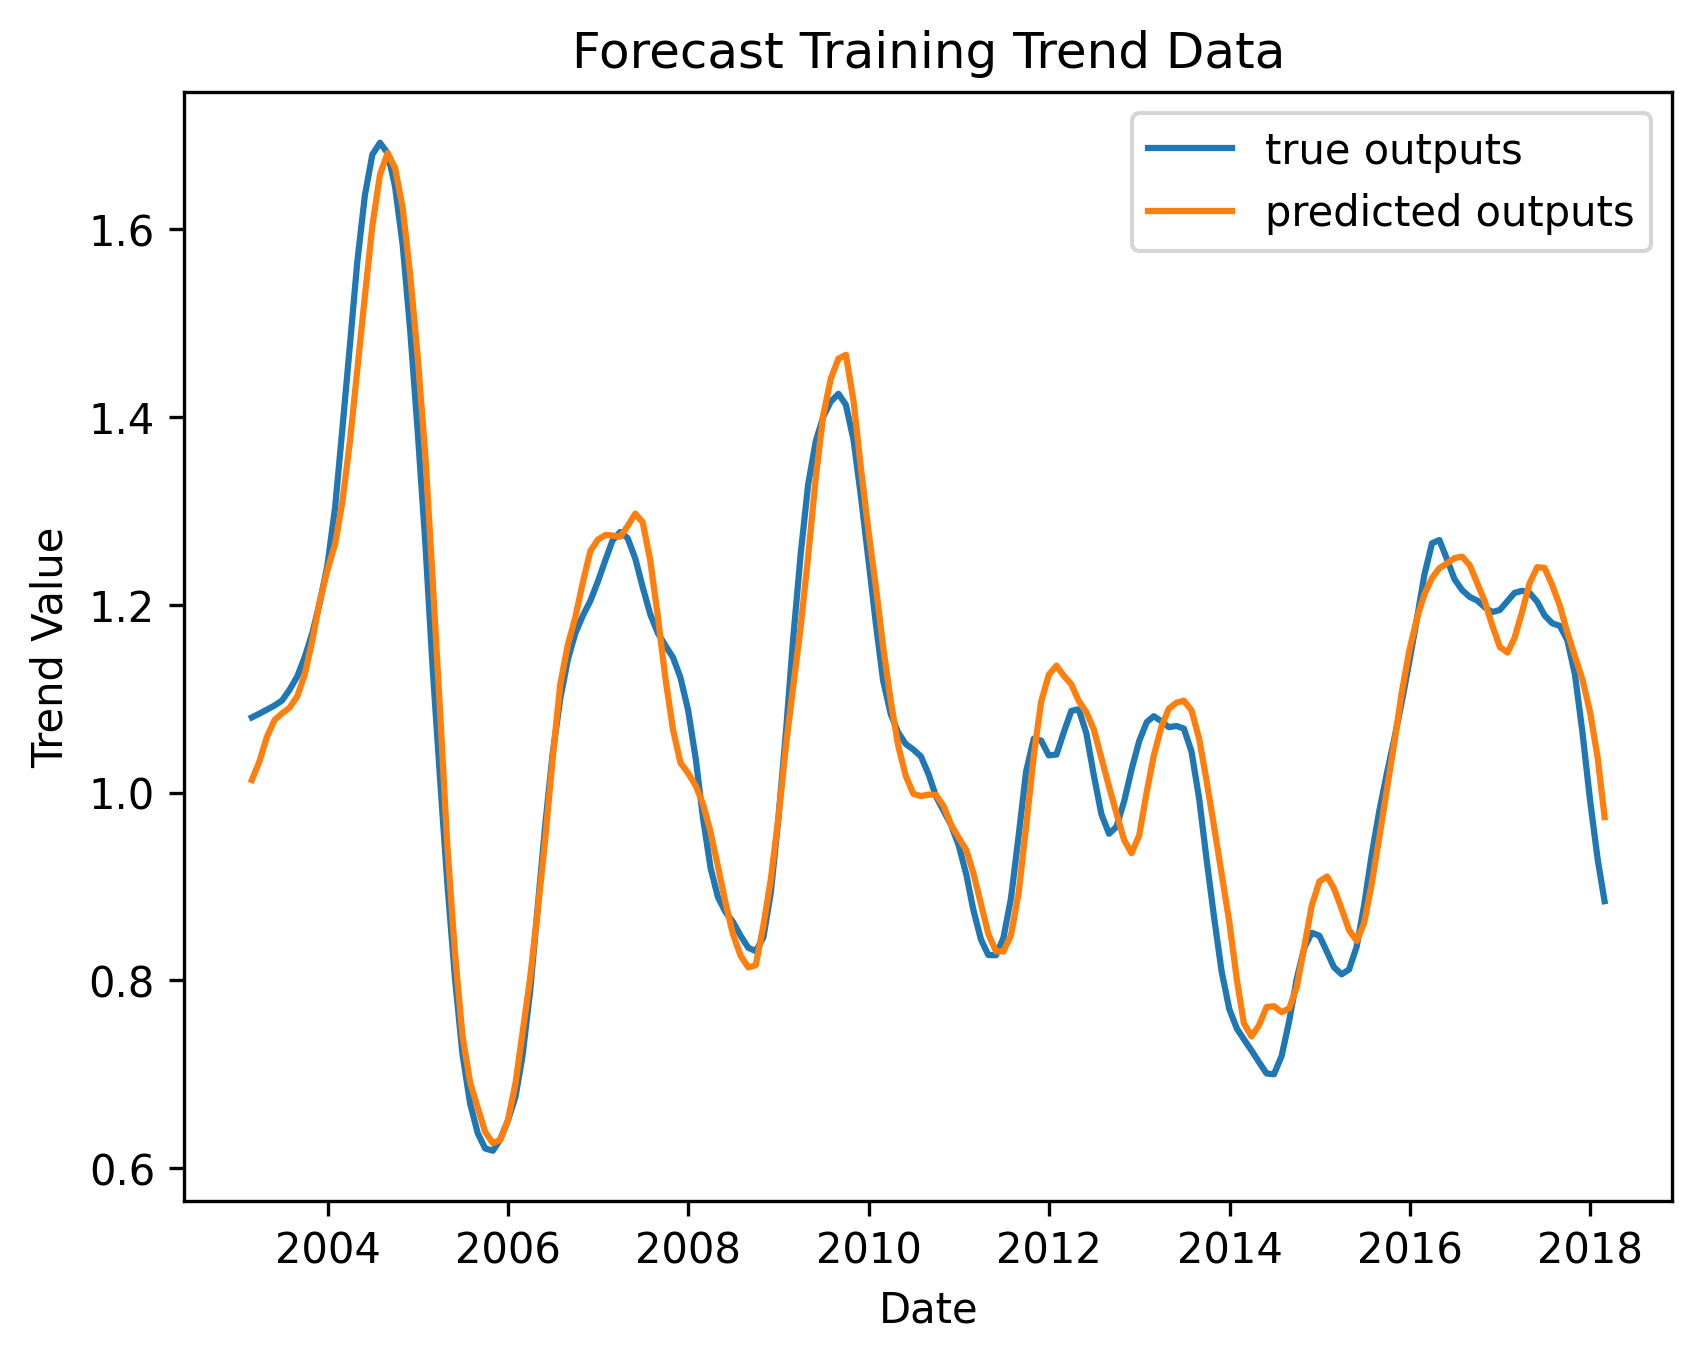 Forecast Training Trend Data
true outputs
predicted outputs
Trend Value
1.6
1.4
1.2
1.0
0.8
0.6
2004 2006 2008 2010 2012 2014 2016 2018
Date